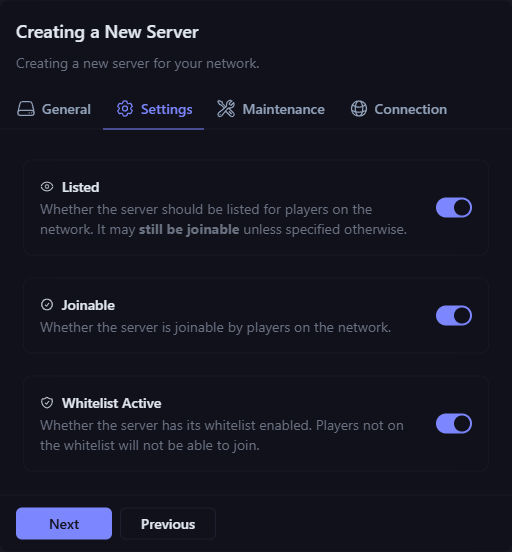 Creating a New Server
Creating a new server for your network.
General
Settings
Maintenance
Connection
Listed
Whether the server should be listed for players on the
network. It may still be joinable unless specified otherwise.
Joinable
Whether the server is joinable by players on the network.
Whitelist Active
Whether the server has its whitelist enabled. Players not on
the whitelist will not be able to join.
Next
Previous